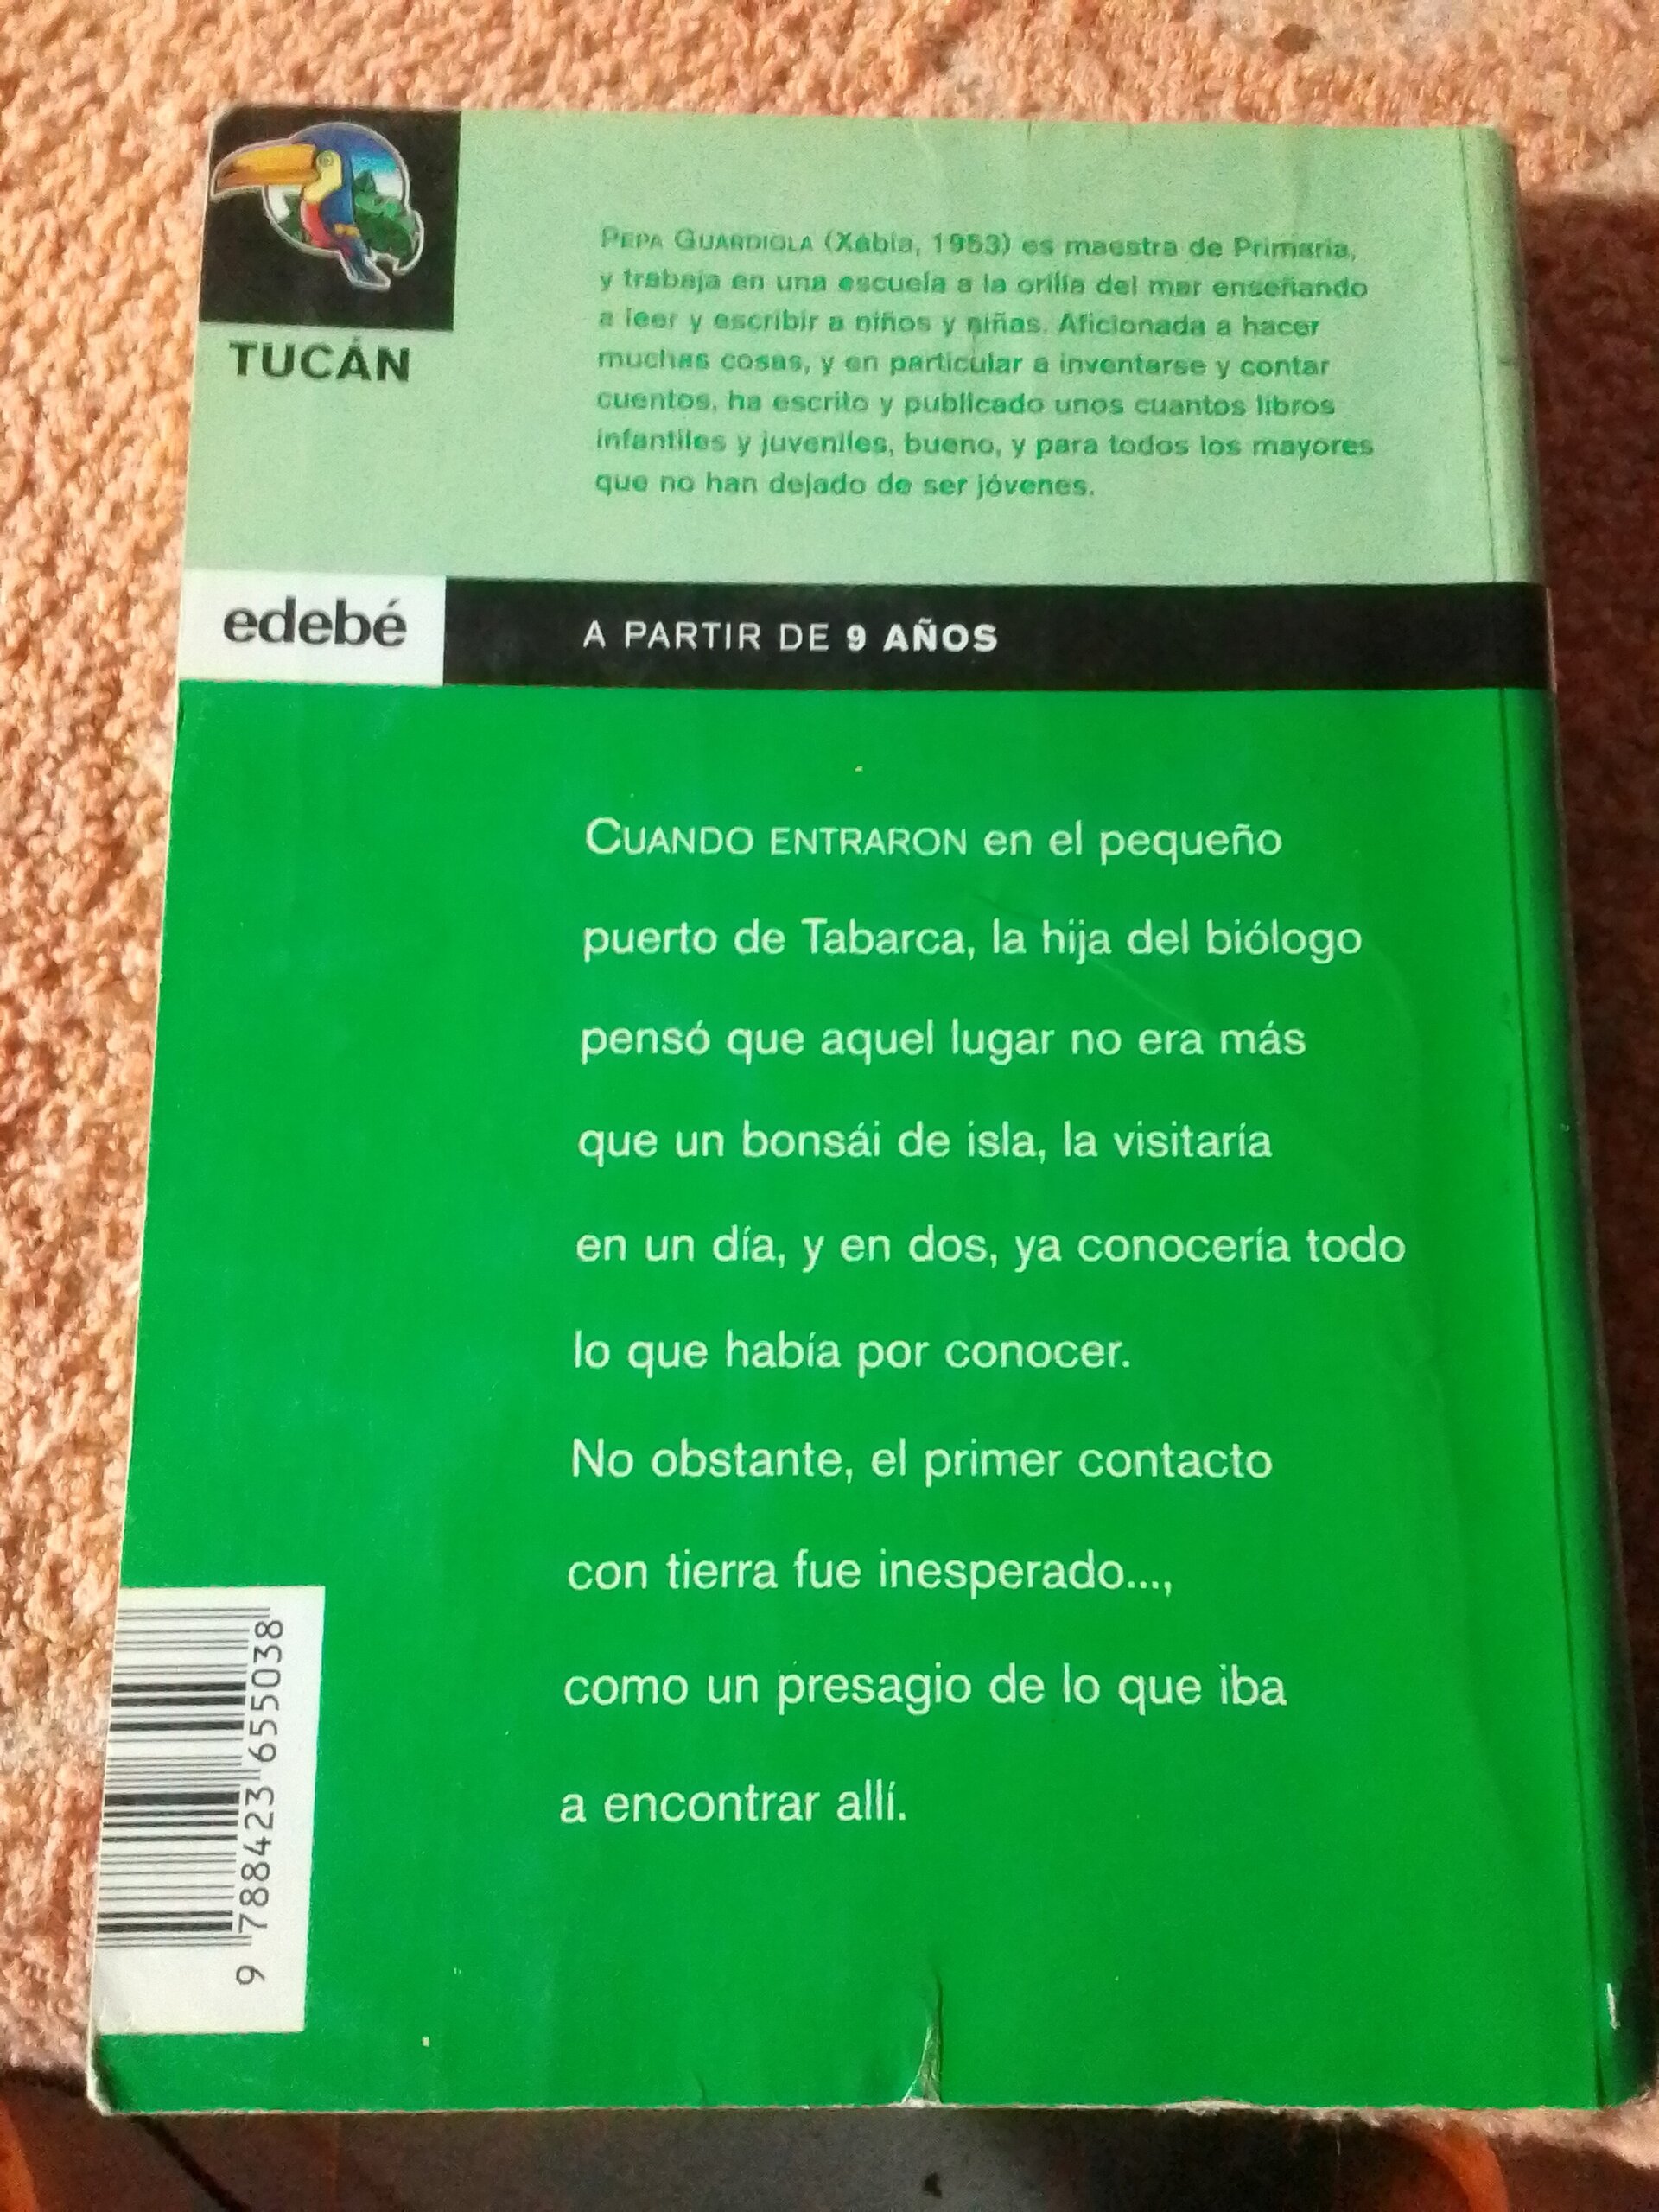 TUCÁN
PEPA GUARDIOLA (Xàbia, 1953) es maestra de Primaria,
y trabaja en una escuela a la orilla del mar enseñando
a leer y escribir a niños y niñas. Aficionada a hacer
muchas cosas, y en particular a inventarse y contar
cuentos, ha escrito y publicado unos cuantos libros
infantiles y juveniles, bueno, y para todos los mayores
que no han dejado de ser jóvenes.
edebé
A PARTIR DE 9 AÑOS
CUANDO ENTRARON en el pequeño
puerto de Tabarca, la hija del biólogo
pensó que aquel lugar no era más
que un bonsái de isla, la visitaría
en un día, y en dos, ya conocería todo
lo que había por conocer.
No obstante, el primer contacto
con tierra fue inesperado...,
como un presagio de lo que iba
a encontrar allí.
9 788423 655038